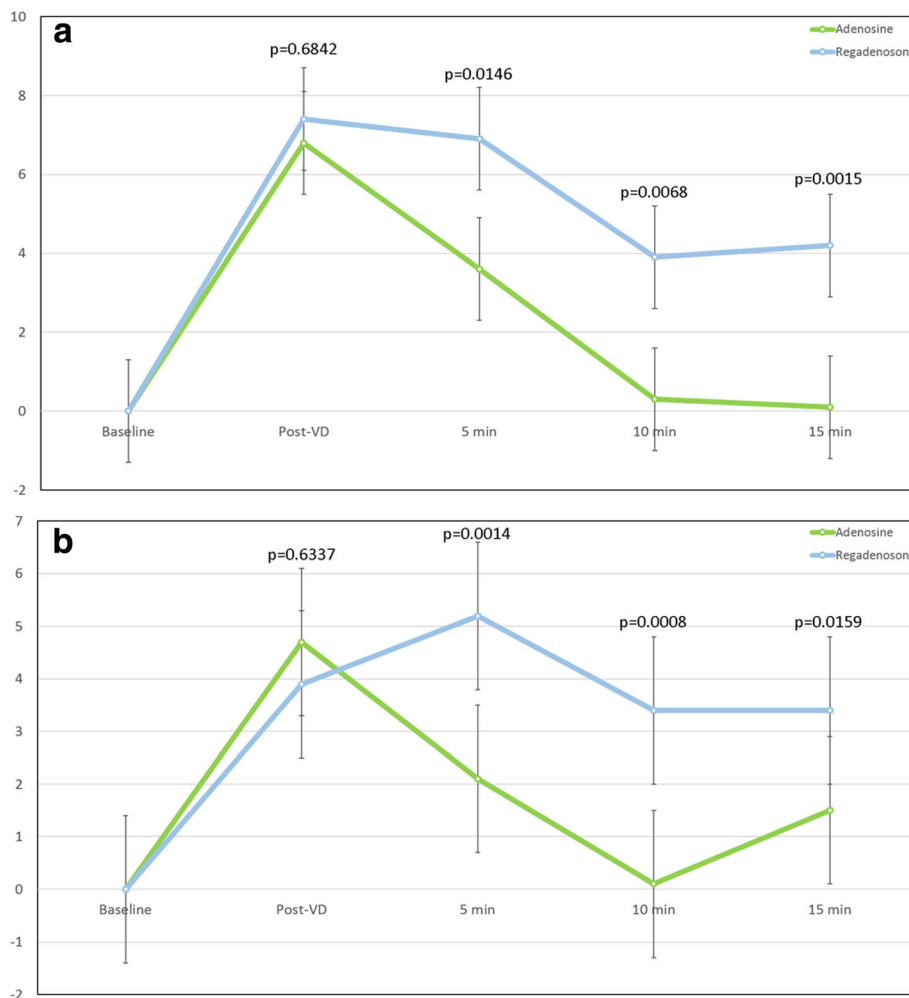 a
Adenosine
Regadenoson
10
8
6
4
2
0
-2
p=0.6842
p=0.0146
p=0.0068
p=0.0015
Baseline
Post-VD
5 min
10 min
15 min
b
Adenosine
Regadenoson
7
6
5
4
3
2
1
0
-1
-2
p=0.6337
p=0.0014
p=0.0008
p=0.0159
Baseline
Post-VD
5 min
10 min
15 min